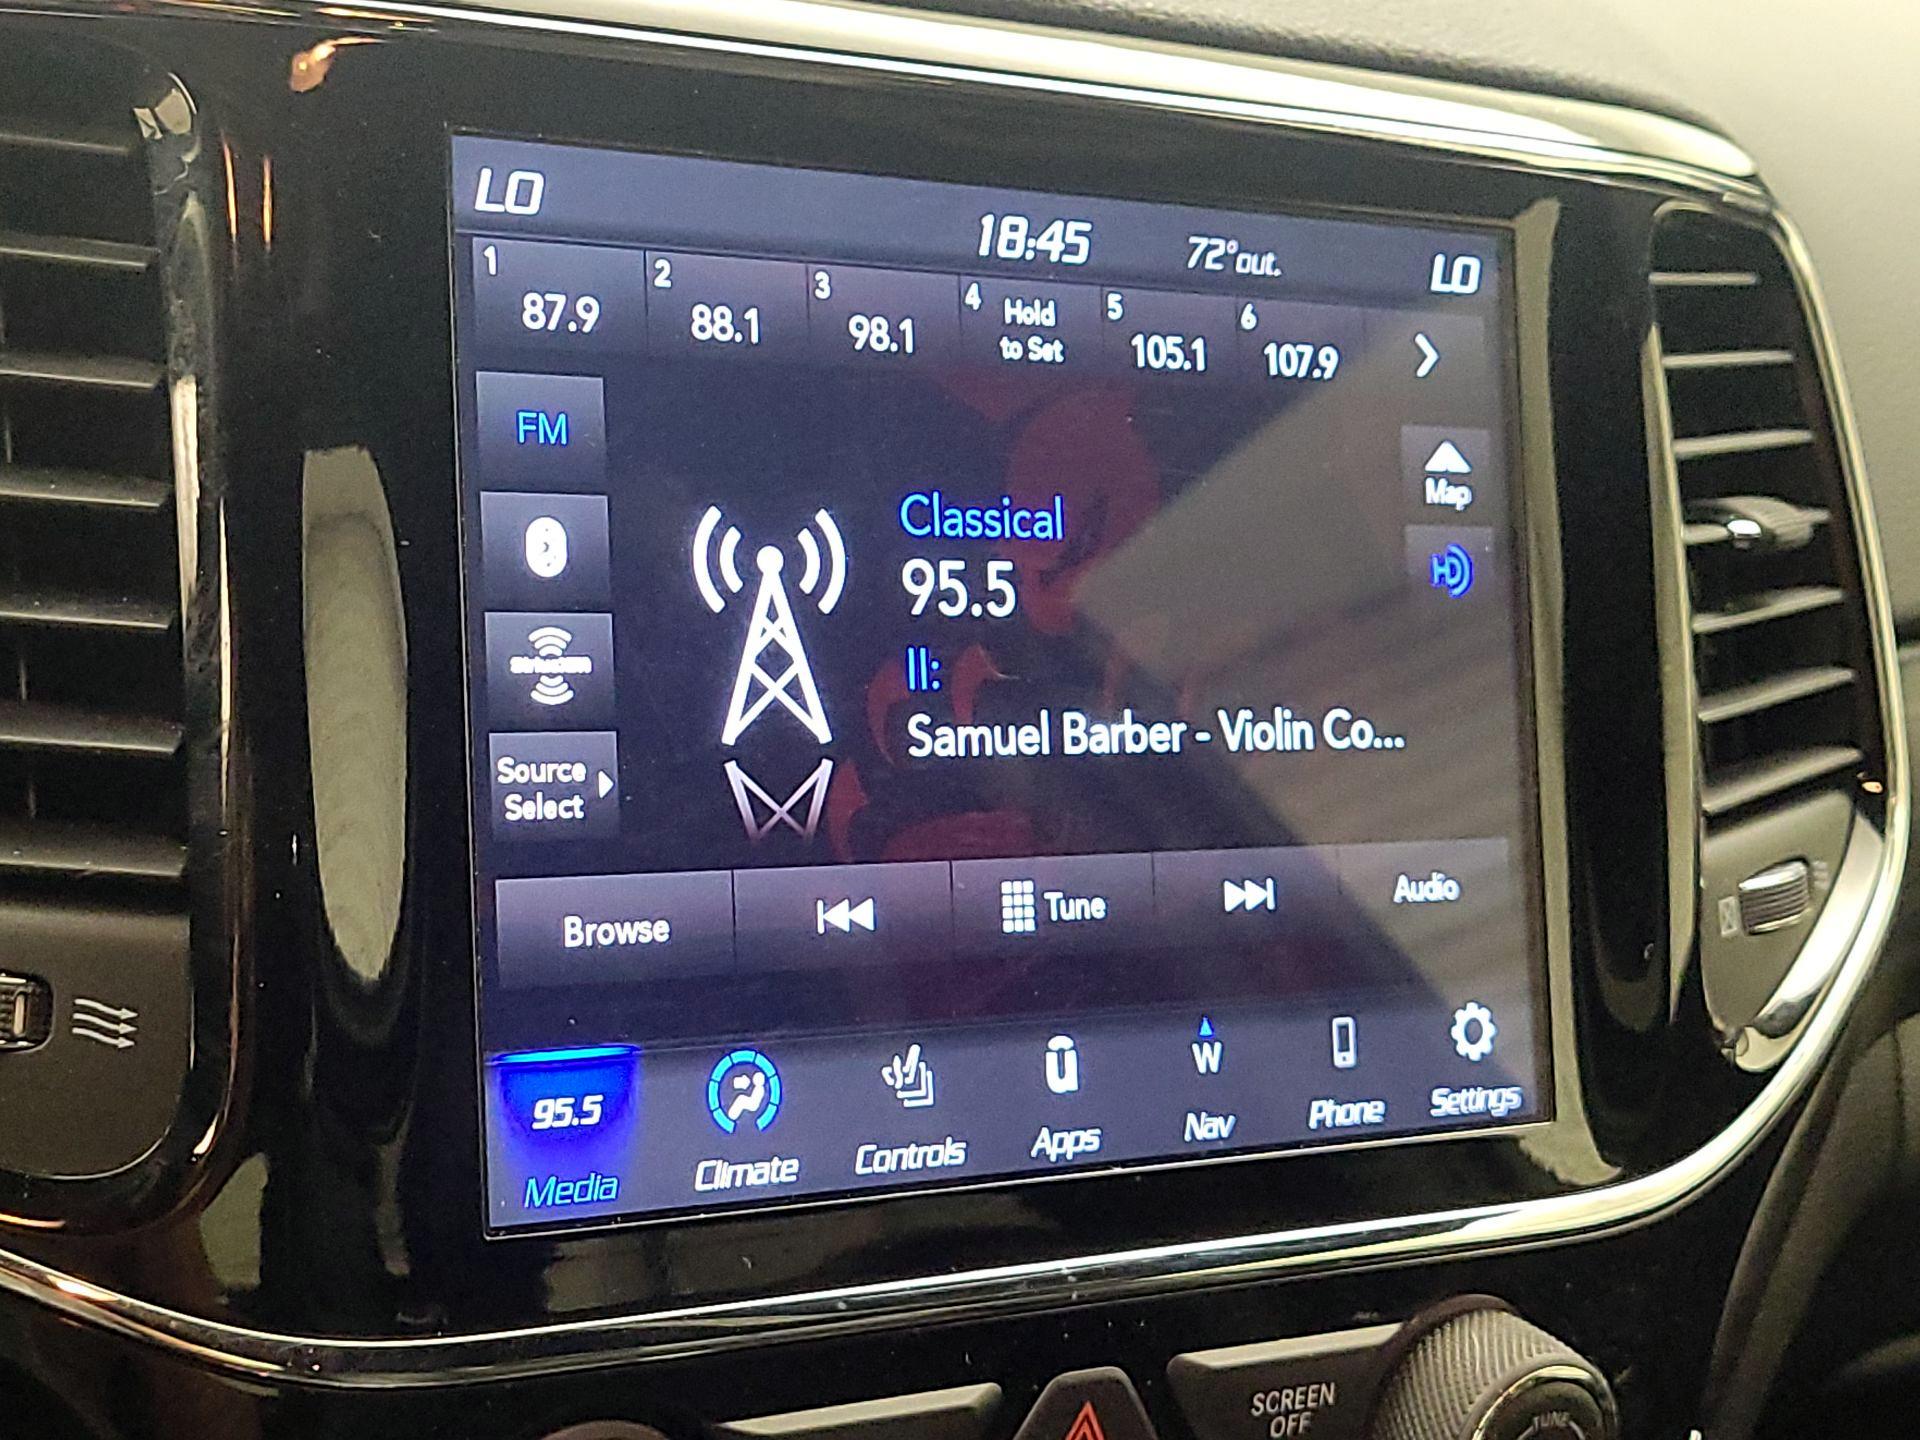 LO
18:45
72° out.
LO
1
87.9
2
88.1
3
98.1
4
Hold
to Set
5
105.1
6
107.9
FM
Map
HD
Classical
95.5
II:
Samuel Barber - Violin Co...
Source
Select
Browse
Tune
Audio
95.5
Media
Climate
Controls
u
Apps
W
Nav
Phone
Settings
SCREEN
OFF
TUNE